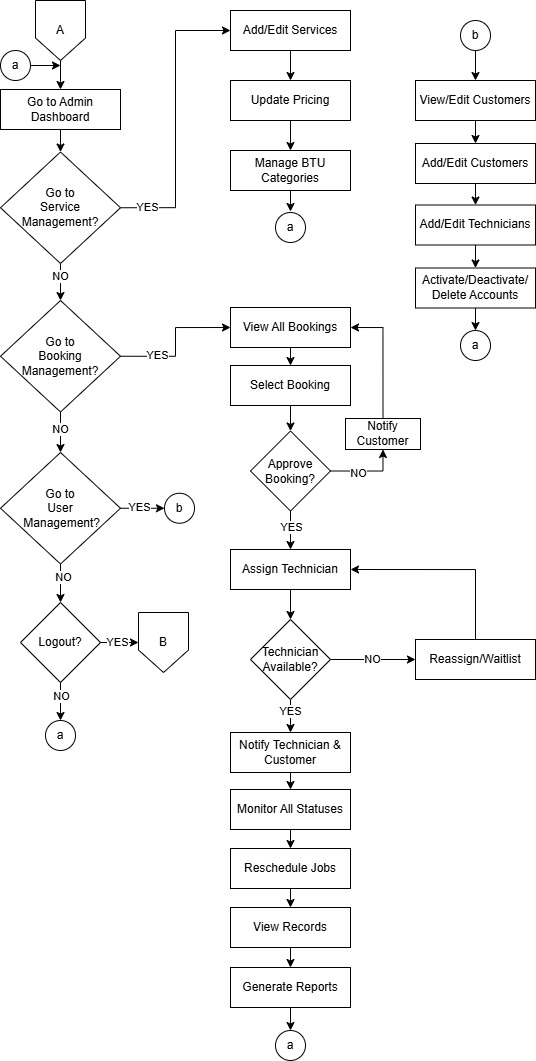 A
a
Go to Admin
Dashboard
Go to
Service
Management?
YES
NO
Add/Edit Services
Update Pricing
Manage BTU
Categories
a
Go to
Booking
Management?
YES
NO
View All Bookings
Select Booking
Approve
Booking?
NO
Notify
Customer
YES
Assign Technician
Technician
Available?
NO
Reassign/Waitlist
YES
Notify Technician &
Customer
Monitor All Statuses
Reschedule Jobs
View Records
Generate Reports
a
Go to
User
Management?
YES
b
NO
Logout?
YES
B
NO
a
b
View/Edit Customers
Add/Edit Customers
Add/Edit Technicians
Activate/Deactivate/
Delete Accounts
a